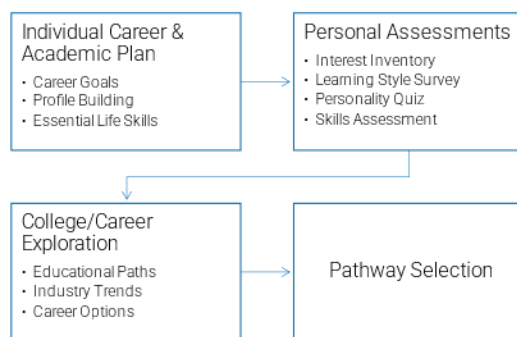 Individual Career &
Academic Plan
• Career Goals
• Profile Building
• Essential Life Skills
Personal Assessments
• Interest Inventory
• Learning Style Survey
• Personality Quiz
• Skills Assessment
College/Career
Exploration
• Educational Paths
• Industry Trends
• Career Options
Pathway Selection